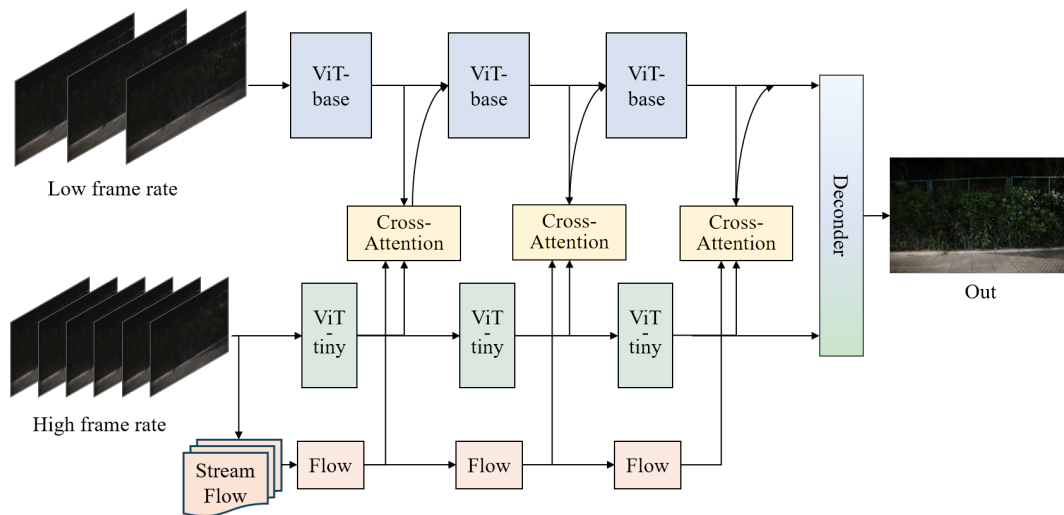 Low frame rate
ViT-
base
ViT-
base
ViT-
base
Cross-
Attention
Cross-
Attention
Cross-
Attention
Deconder
Out
High frame rate
ViT
-
tiny
ViT
-
tiny
ViT
-
tiny
Stream
Flow
Flow
Flow
Flow